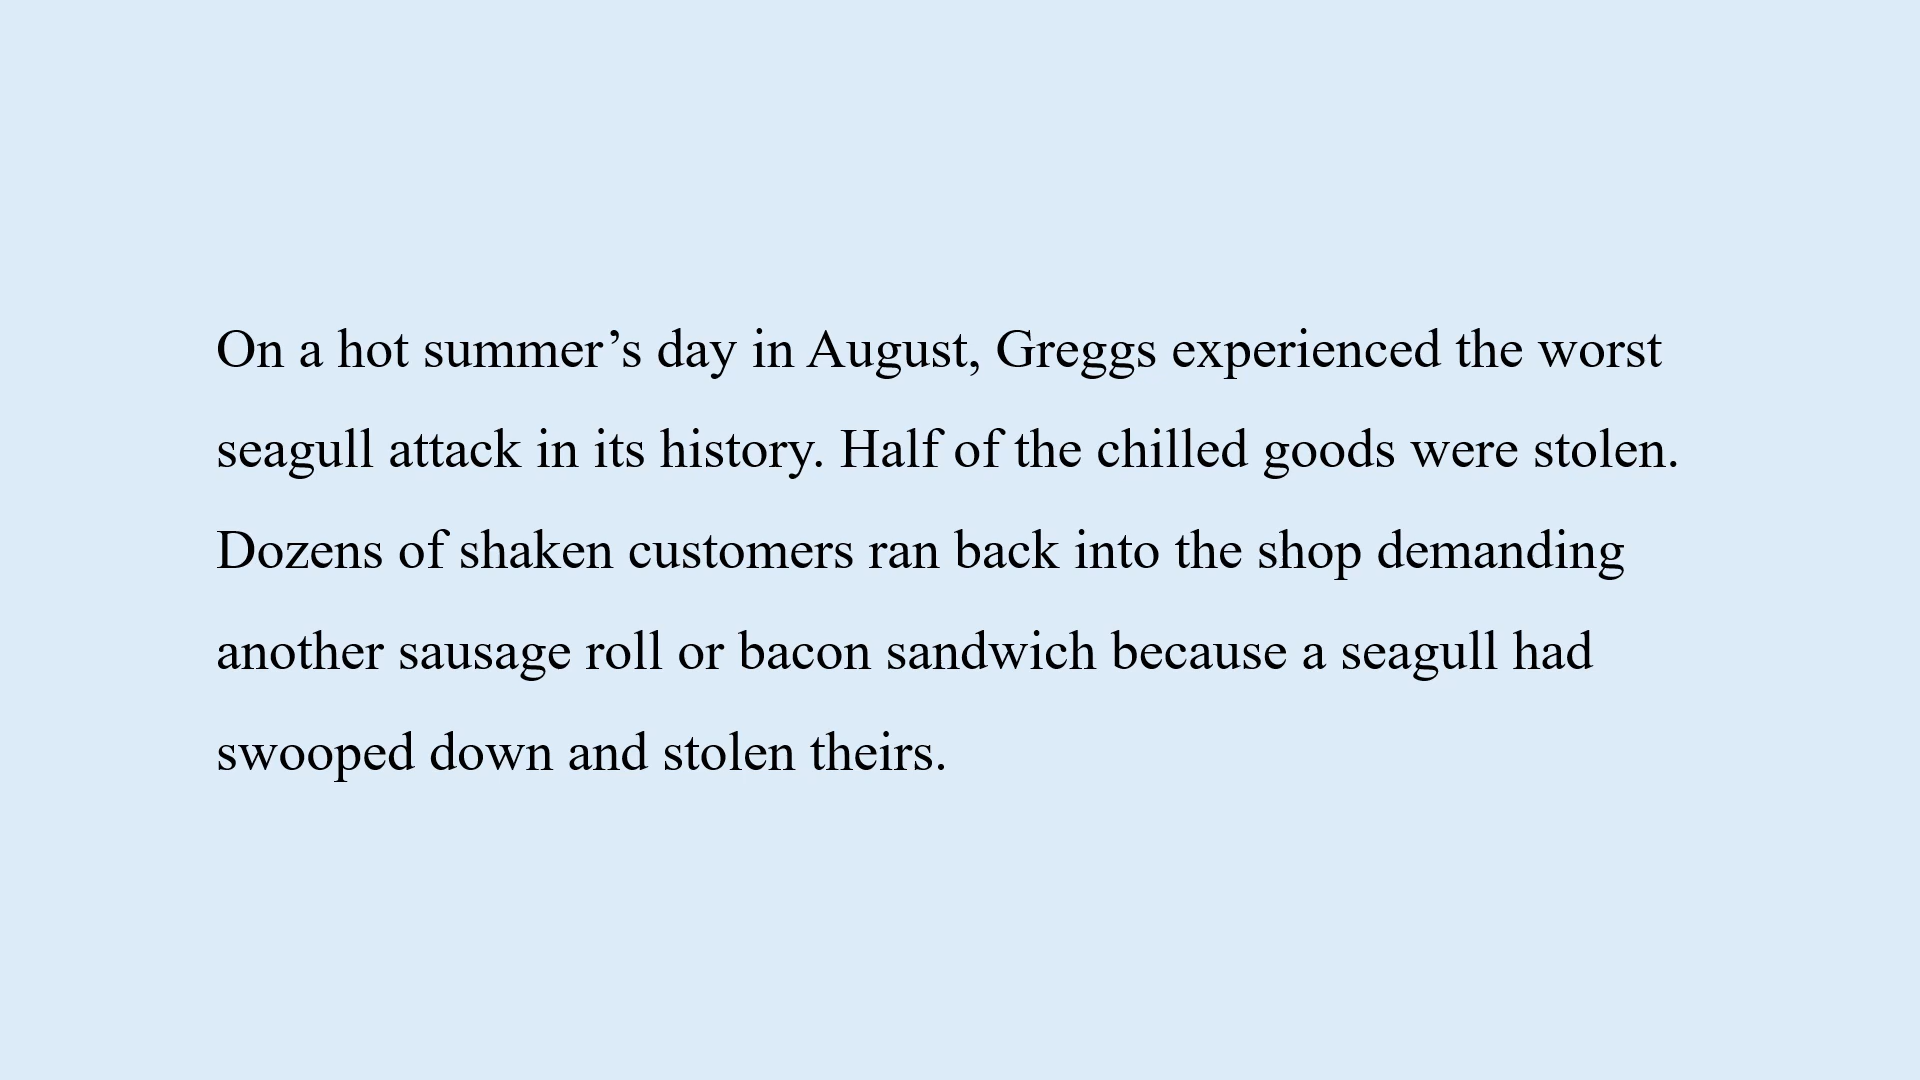 On a hot summer’s day in August, Greggs experienced the worst
seagull attack in its history. Half of the chilled goods were stolen.
Dozens of shaken customers ran back into the shop demanding
another sausage roll or bacon sandwich because a seagull had
swooped down and stolen theirs.